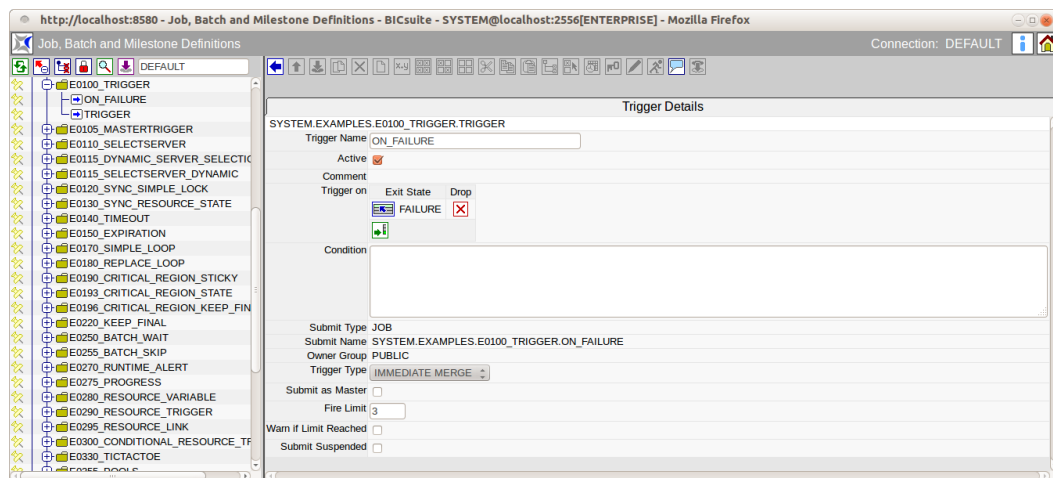 http://localhost:8580 - Job, Batch and Milestone Definitions - BICsuite - SYSTEM@localhost:2556[ENTERPRISE] - Mozilla Firefox
Job, Batch and Milestone Definitions
Connection: DEFAULT
DEFAULT
E0100_TRIGGER
ON_FAILURE
TRIGGER
E0105_MASTERTRIGGER
E0110_SELECTSERVER
E0115_DYNAMIC_SERVER_SELECTIO
E0115_SELECTSERVER_DYNAMIC
E0120_SYNC_SIMPLE_LOCK
E0130_SYNC_RESOURCE_STATE
E0140_TIMEOUT
E0150_EXPIRATION
E0170_SIMPLE_LOOP
E0180_REPLACE_LOOP
E0190_CRITICAL_REGION_STICKY
E0193_CRITICAL_REGION_STATE
E0196_CRITICAL_REGION_KEEP_FIN
E0220_KEEP_FINAL
E0250_BATCH_WAIT
E0255_BATCH_SKIP
E0270_RUNTIME_ALERT
E0275_PROGRESS
E0280_RESOURCE_VARIABLE
E0290_RESOURCE_TRIGGER
E0295_RESOURCE_LINK
E0300_CONDITIONAL_RESOURCE_TR
E0330_TICTACTOE
Trigger Details
SYSTEM.EXAMPLES.E0100_TRIGGER.TRIGGER
Trigger Name ON_FAILURE
Active
Comment
Trigger on Exit State Drop
FAILURE
Condition
Submit Type JOB
Submit Name SYSTEM.EXAMPLES.E0100_TRIGGER.ON_FAILURE
Owner Group PUBLIC
Trigger Type IMMEDIATE MERGE
Submit as Master
Fire Limit 3
Warn if Limit Reached
Submit Suspended